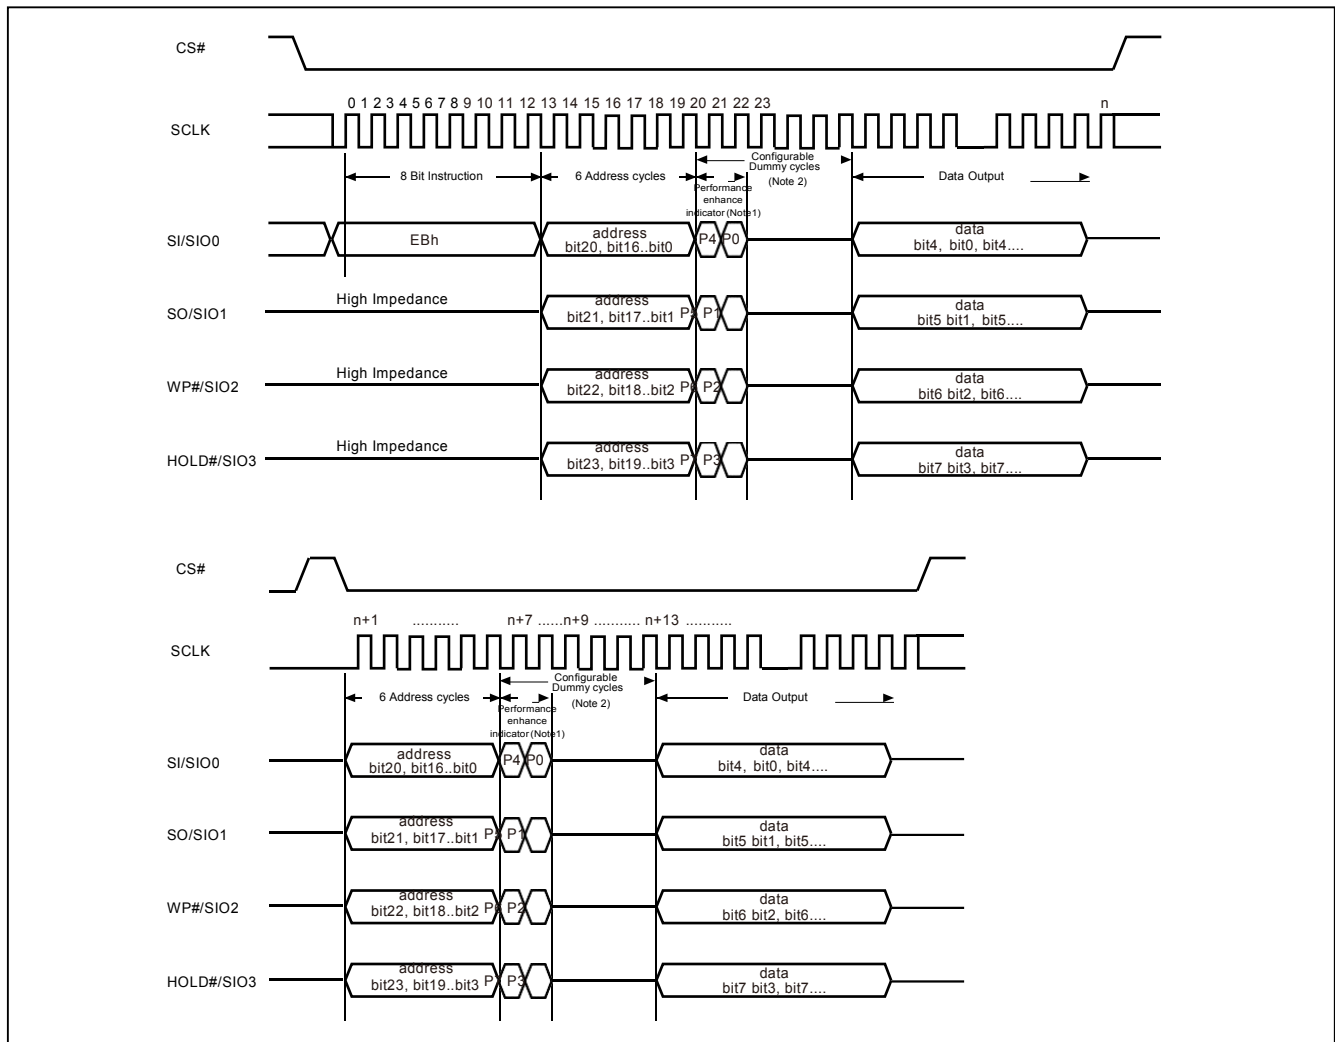 CS#
0 1 2 3 4 5 6 7 8 9 10 11 12 13 14 15 16 17 18 19 20 21 22 23 n
SCLK
8 Bit Instruction
6 Address cycles
Configurable
Dummy cycles
(Note 2)
Performance
enhance
indicator (Note1)
Data Output
SI/SIO0
EBh
address
bit20, bit16..bit0
P4 P0
data
bit4, bit0, bit4....
SO/SIO1
High Impedance
address
bit21, bit17..bit1
P5 P1
data
bit5 bit1, bit5....
WP#/SIO2
High Impedance
address
bit22, bit18..bit2
P6 P2
data
bit6 bit2, bit6....
HOLD#/SIO3
High Impedance
address
bit23, bit19..bit3
P7 P3
data
bit7 bit3, bit7....
CS#
n+1 ........... n+7 ......n+9 ........... n+13 ...........
SCLK
6 Address cycles
Configurable
Dummy cycles
(Note 2)
Performance
enhance
indicator (Note1)
Data Output
SI/SIO0
address
bit20, bit16..bit0
P4 P0
data
bit4, bit0, bit4....
SO/SIO1
address
bit21, bit17..bit1
P5 P1
data
bit5 bit1, bit5....
WP#/SIO2
address
bit22, bit18..bit2
P6 P2
data
bit6 bit2, bit6....
HOLD#/SIO3
address
bit23, bit19..bit3
P7 P3
data
bit7 bit3, bit7....